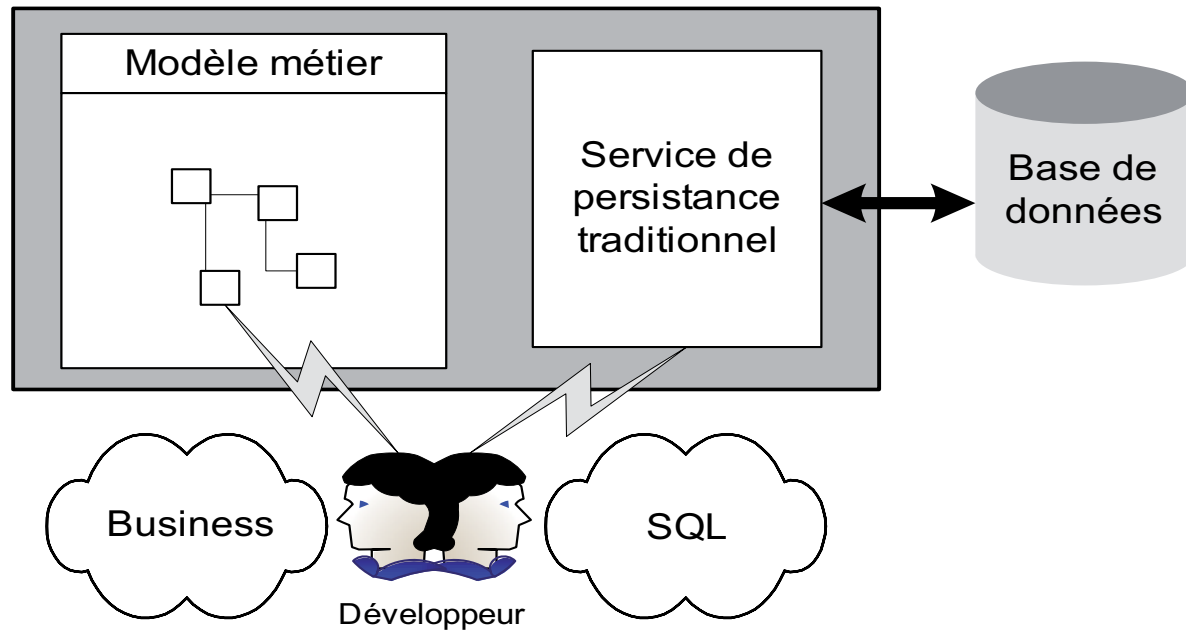 Modèle métier
Service de
persistance
traditionnel
Base de
données
Business
SQL
Développeur